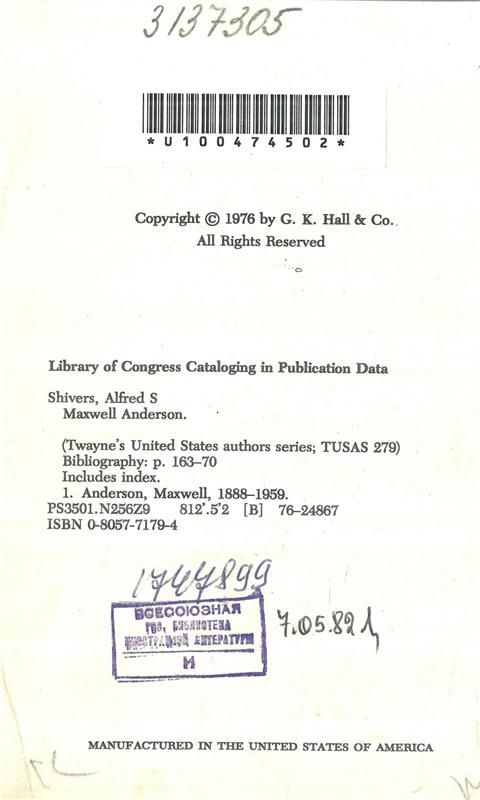 3137305
*U100474502*
Copyright © 1976 by G. K. Hall & Co.
All Rights Reserved
Library of Congress Cataloging in Publication Data
Shivers, Alfred S
Maxwell Anderson.
(Twayne's United States authors series; TUSAS 279)
Bibliography: p. 163–70
Includes index.
1. Anderson, Maxwell, 1888–1959.
PS3501.N256Z9 812'.5'2 [B] 76-24867
ISBN 0-8057-7179-4
1747899
ВСЕСОЮЗНАЯ
ГОС. БИБЛИОТЕКА
ИНОСТРАННОЙ ЛИТЕРАТУРЫ
И
7.05.82
MANUFACTURED IN THE UNITED STATES OF AMERICA